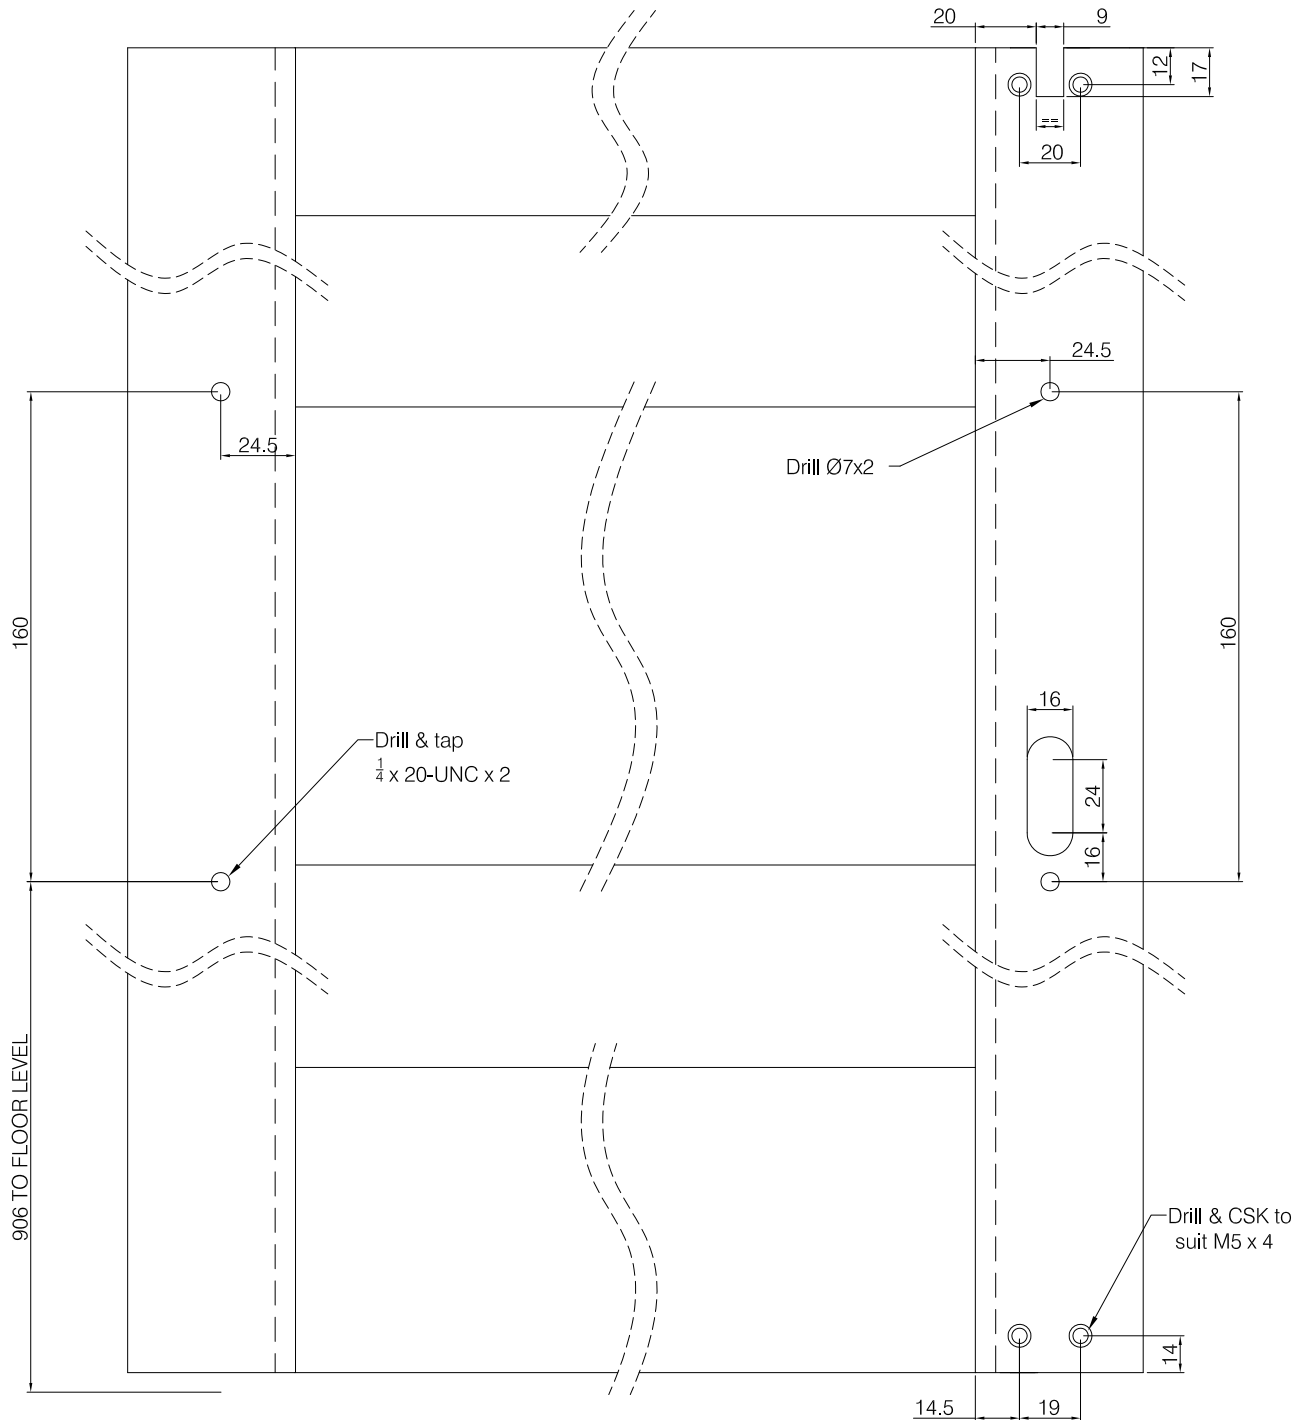 20
9
12
17
==
20
24.5
24.5
Drill Ø7x2
160
160
16
Drill & tap
1/4 x 20-UNC x 2
24
16
906 TO FLOOR LEVEL
Drill & CSK to
suit M5 x 4
14
14.5
19